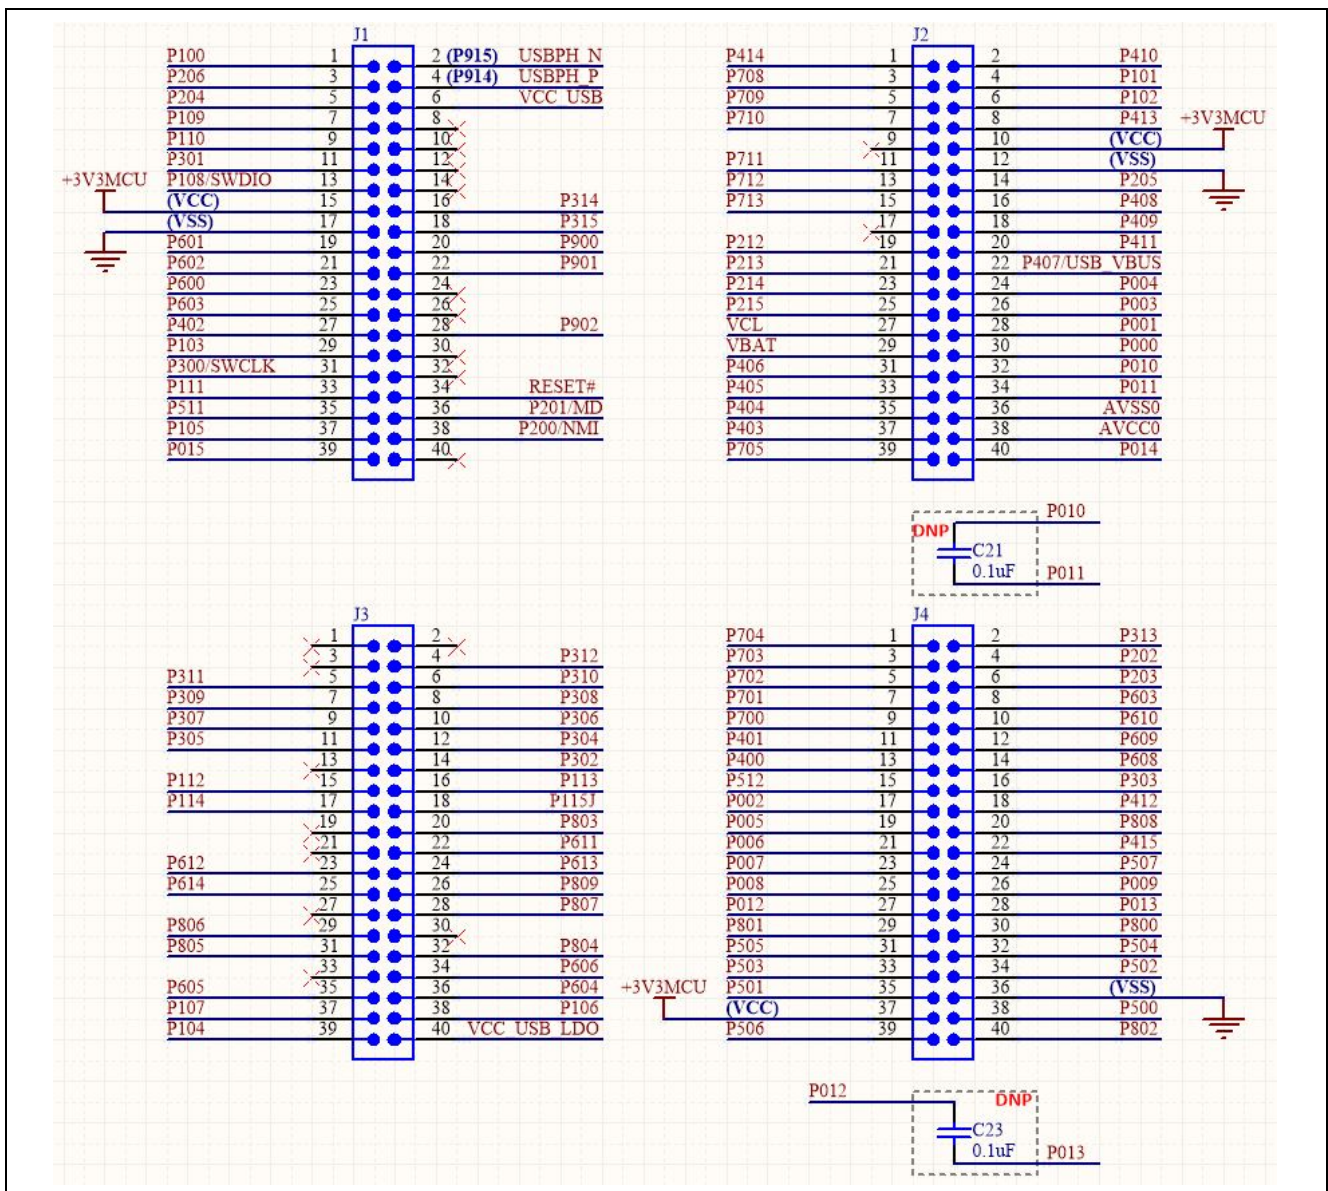 J1
P100 1 2 (P915) USBPH_N
P206 3 4 (P914) USBPH_P
P204 5 6 VCC_USB
P109 7 8
P110 9 10
P301 11 12
+3V3MCU P108/SWDIO 13 14
(VCC) 15 16 P314
(VSS) 17 18 P315
P601 19 20 P900
P602 21 22 P901
P600 23 24
P603 25 26
P402 27 28 P902
P103 29 30
P300/SWCLK 31 32
P111 33 34 RESET#
P511 35 36 P201/MD
P105 37 38 P200/NMI
P015 39 40
J2
P414 1 2 P410
P708 3 4 P101
P709 5 6 P102
P710 7 8 P413 +3V3MCU
9 10 (VCC)
P711 11 12 (VSS)
P712 13 14 P205
P713 15 16 P408
17 18 P409
P212 19 20 P411
P213 21 22 P407/USB_VBUS
P214 23 24 P004
P215 25 26 P003
VCL 27 28 P001
VBAT 29 30 P000
P406 31 32 P010
P405 33 34 P011
P404 35 36 AVSS0
P403 37 38 AVCC0
P705 39 40 P014
P010
DNP
C21
0.1uF P011
J3
1 2
3 4 P312
P311 5 6 P310
P309 7 8 P308
P307 9 10 P306
P305 11 12 P304
13 14 P302
P112 15 16 P113
P114 17 18 P115J
19 20 P803
21 22 P611
P612 23 24 P613
P614 25 26 P809
27 28 P807
P806 29 30
P805 31 32 P804
33 34 P606
P605 35 36 P604
P107 37 38 P106
P104 39 40 VCC_USB_LDO
J4
P704 1 2 P313
P703 3 4 P202
P702 5 6 P203
P701 7 8 P603
P700 9 10 P610
P401 11 12 P609
P400 13 14 P608
P512 15 16 P303
P002 17 18 P412
P005 19 20 P808
P006 21 22 P415
P007 23 24 P507
P008 25 26 P009
P012 27 28 P013
P801 29 30 P800
P505 31 32 P504
P503 33 34 P502
+3V3MCU P501 35 36 (VSS)
(VCC) 37 38 P500
P506 39 40 P802
P012 DNP
C23
0.1uF P013